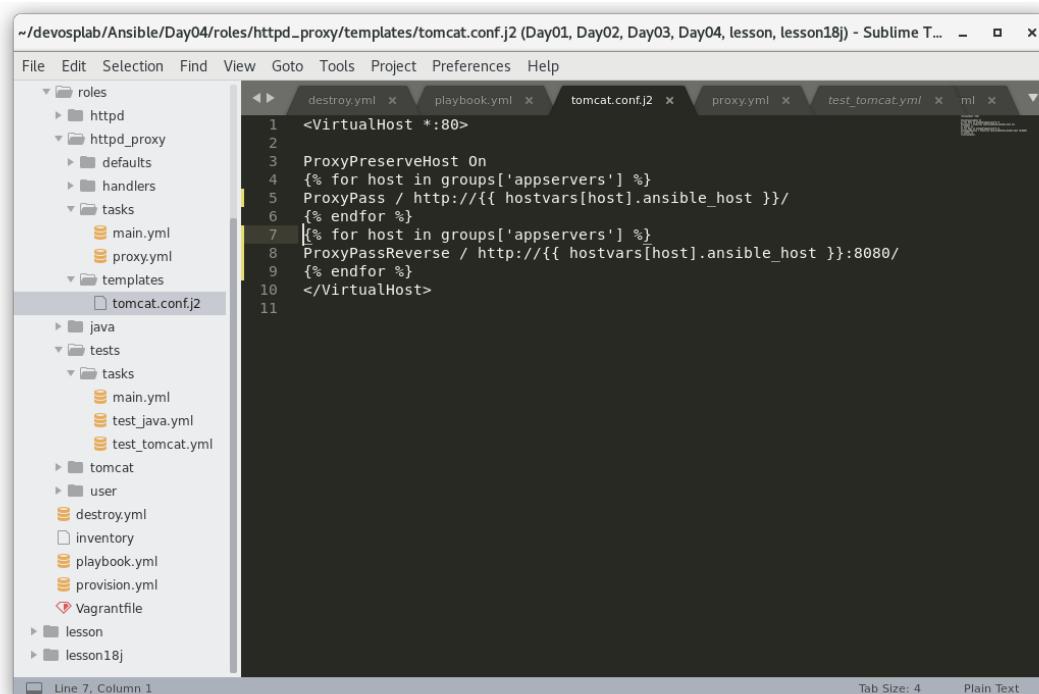 ~/devosplab/Ansible/Day04/roles/httpd_proxy/templates/tomcat.conf.j2 (Day01, Day02, Day03, Day04, lesson, lesson18j) - Sublime T...
File Edit Selection Find View Goto Tools Project Preferences Help
roles
httpd
httpd_proxy
defaults
handlers
tasks
main.yml
proxy.yml
templates
tomcat.conf.j2
java
tests
tasks
main.yml
test_java.yml
test_tomcat.yml
tomcat
user
destroy.yml
inventory
playbook.yml
provision.yml
Vagrantfile
lesson
lesson18j
destroy.yml × playbook.yml × tomcat.conf.j2 × proxy.yml × test_tomcat.yml × ml ×
1 <VirtualHost *:80>
2
3 ProxyPreserveHost On
4 {% for host in groups['appservers'] %}
5 ProxyPass / http://{{ hostvars[host].ansible_host }}/
6 {% endfor %}
7 {% for host in groups['appservers'] %}
8 ProxyPassReverse / http://{{ hostvars[host].ansible_host }}:8080/
9 {% endfor %}
10 </VirtualHost>
11
Line 7, Column 1 Tab Size: 4 Plain Text